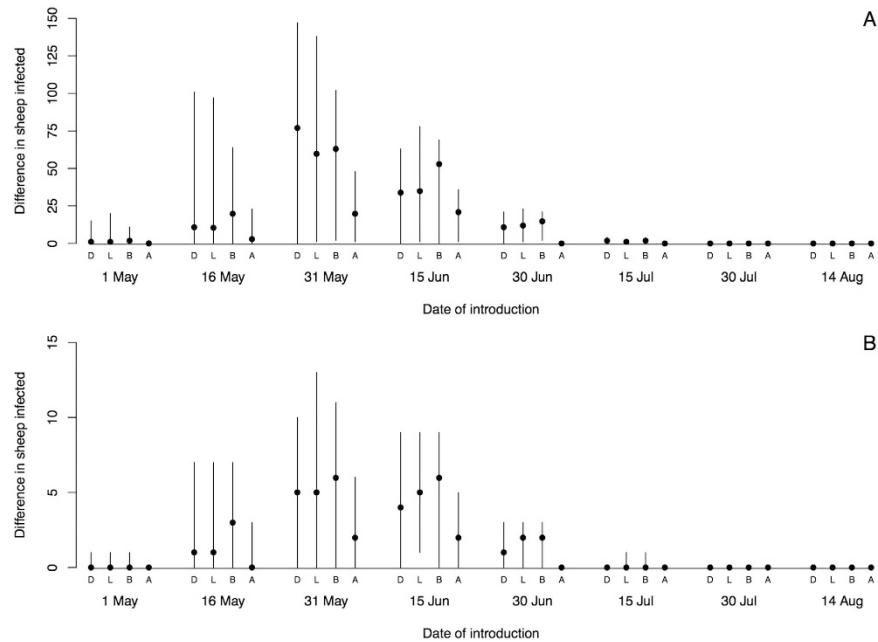 A
Difference in sheep infected
150
125
100
75
50
25
0
D L B A D L B A D L B A D L B A D L B A D L B A D L B A D L B A
1 May 16 May 31 May 15 Jun 30 Jun 15 Jul 30 Jul 14 Aug
Date of introduction
B
Difference in sheep infected
15
10
5
0
D L B A D L B A D L B A D L B A D L B A D L B A D L B A D L B A
1 May 16 May 31 May 15 Jun 30 Jun 15 Jul 30 Jul 14 Aug
Date of introduction